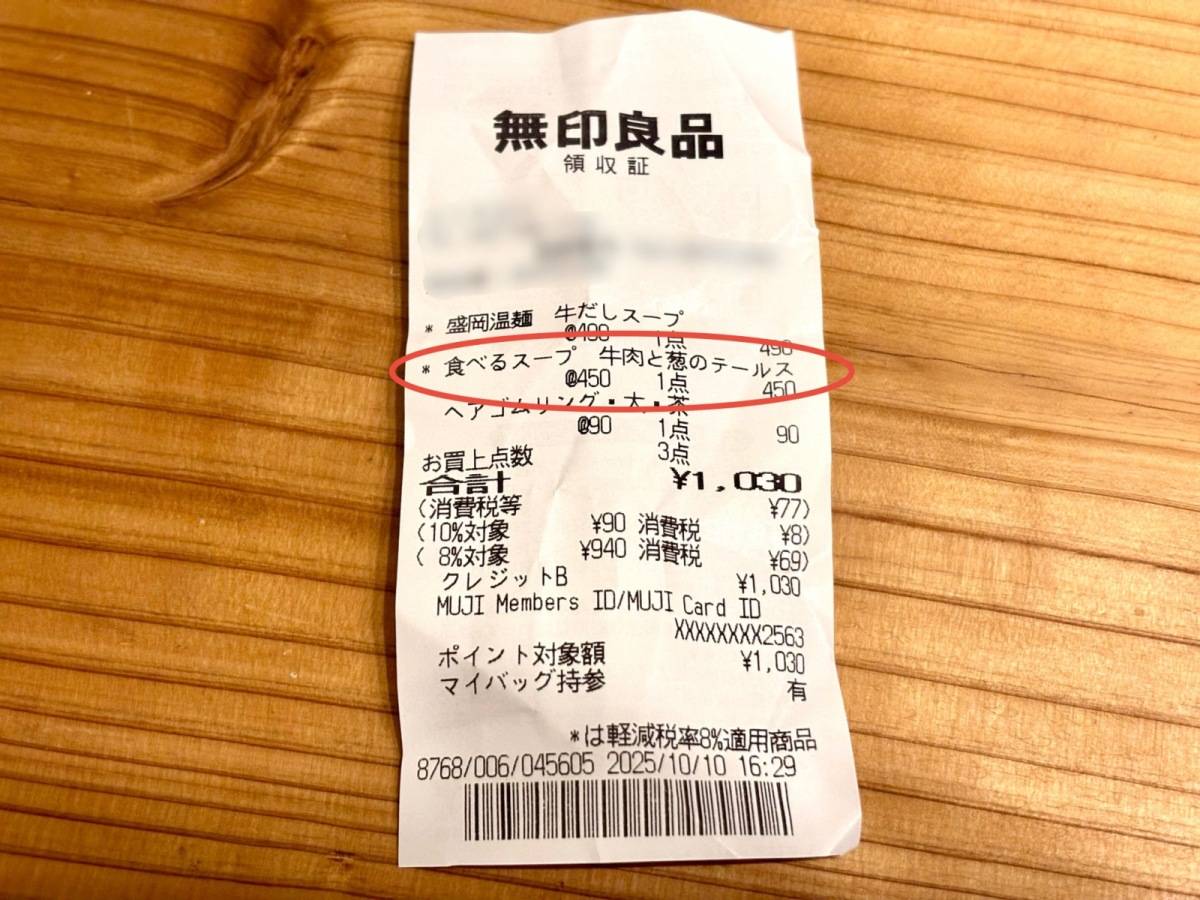 無印良品
領収証
* 盛岡温麺 牛だしスープ
@490 1点 490
* 食べるスープ 牛肉と葱のテールス
@450 1点 450
ヘアゴムリング・大・茶
@90 1点 90
お買上点数 3点
合計 ¥1,030
(消費税等 ¥77)
(10%対象 ¥90 消費税 ¥8)
( 8%対象 ¥940 消費税 ¥69)
クレジットB ¥1,030
MUJI Members ID/MUJI Card ID
XXXXXXXX2563
ポイント対象額 ¥1,030
マイバッグ持参 有
*は軽減税率8%適用商品
8768/006/045605 2025/10/10 16:29